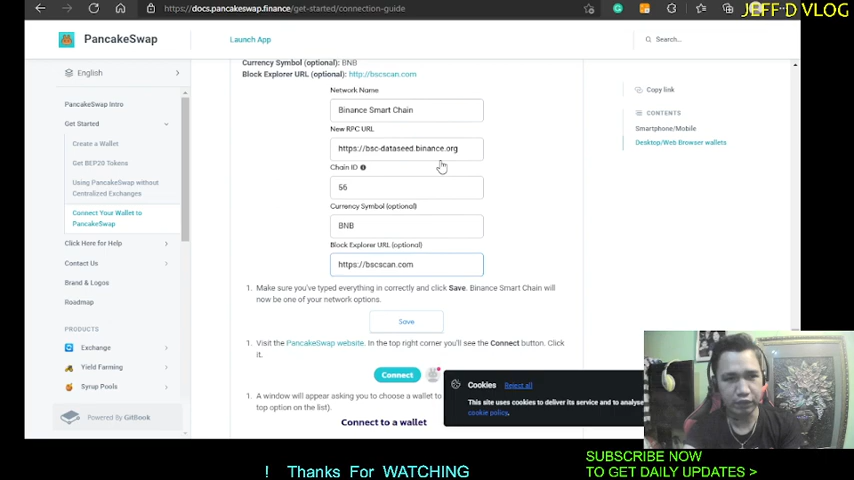 https://docs.pancakeswap.finance/get-started/connection-guide
JEFF D VLOG
PancakeSwap
Launch App
Search...
English
PancakeSwap Intro
Get Started
Create a Wallet
Get BEP20 Tokens
Using PancakeSwap without
Centralized Exchanges
Connect Your Wallet to
PancakeSwap
Click Here for Help
Contact Us
Brand & Logos
Roadmap
PRODUCTS
Exchange
Yield Farming
Syrup Pools
Powered By GitBook
Currency Symbol (optional): BNB
Block Explorer URL (optional): http://bscscan.com
Network Name
Binance Smart Chain
New RPC URL
https://bsc-dataseed.binance.org
Chain ID
56
Currency Symbol (optional)
BNB
Block Explorer URL (optional)
https://bscscan.com
1. Make sure you've typed everything in correctly and click Save. Binance Smart Chain will
now be one of your network options.
Save
1. Visit the PancakeSwap website. In the top right corner you'll see the Connect button. Click
it.
Connect
1. A window will appear asking you to choose a wallet to
top option on the list).
Connect to a wallet
Copy link
CONTENTS
Smartphone/Mobile
Desktop/Web Browser wallets
Cookies Reject all
This site uses cookies to deliver its service and to analyse
cookie policy.
! Thanks For WATCHING
SUBSCRIBE NOW
TO GET DAILY UPDATES >